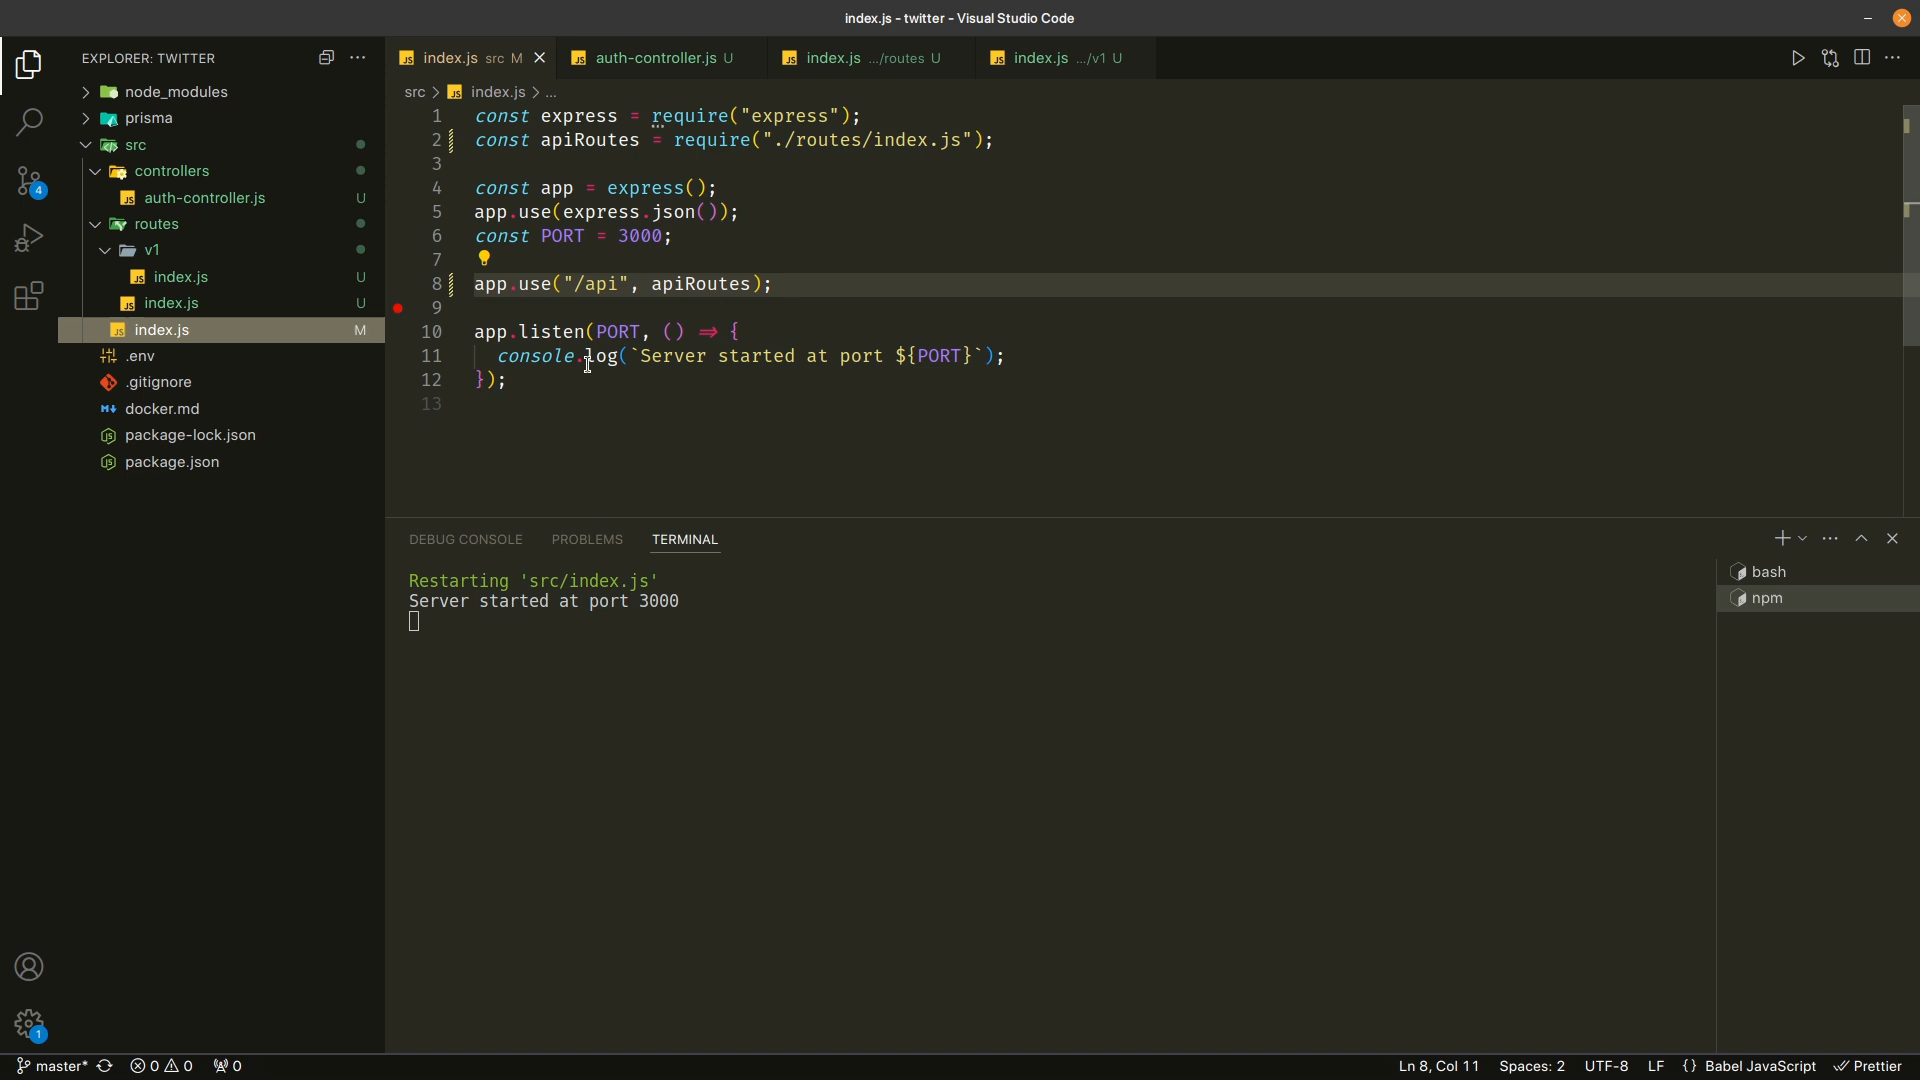 index.js - twitter - Visual Studio Code
EXPLORER: TWITTER
node_modules
prisma
src
controllers
auth-controller.js U
routes
v1
index.js U
index.js U
index.js M
.env
.gitignore
docker.md
package-lock.json
package.json
4
1
index.js src M
auth-controller.js U
index.js .../routes U
index.js .../v1 U
src > JS index.js > ...
1 const express = require("express");
2 const apiRoutes = require("./routes/index.js");
3
4 const app = express();
5 app.use(express.json());
6 const PORT = 3000;
7
8 app.use("/api", apiRoutes);
9
10 app.listen(PORT, () => {
11 console.log(`Server started at port ${PORT}`);
12 });
13
DEBUG CONSOLE PROBLEMS TERMINAL
Restarting 'src/index.js'
Server started at port 3000
bash
npm
master* 0 0 0 Ln 8, Col 11 Spaces: 2 UTF-8 LF {} Babel JavaScript Prettier